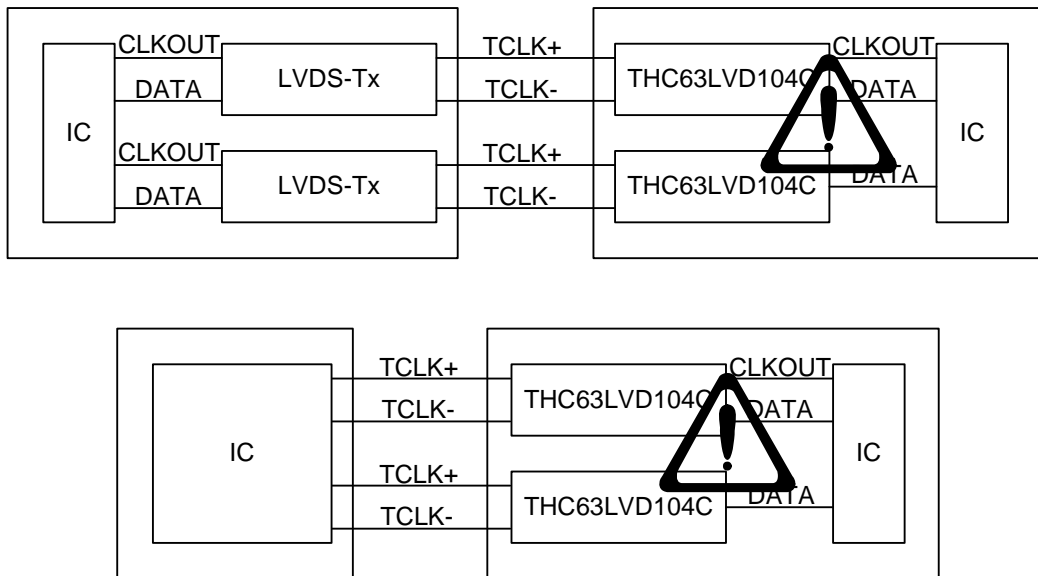 CLKOUT
DATA
CLKOUT
DATA
IC
LVDS-Tx
LVDS-Tx
TCLK+
TCLK-
TCLK+
TCLK-
THC63LVD104C
THC63LVD104C
CLKOUT
DATA
DATA
IC
IC
TCLK+
TCLK-
TCLK+
TCLK-
THC63LVD104C
THC63LVD104C
CLKOUT
DATA
DATA
IC